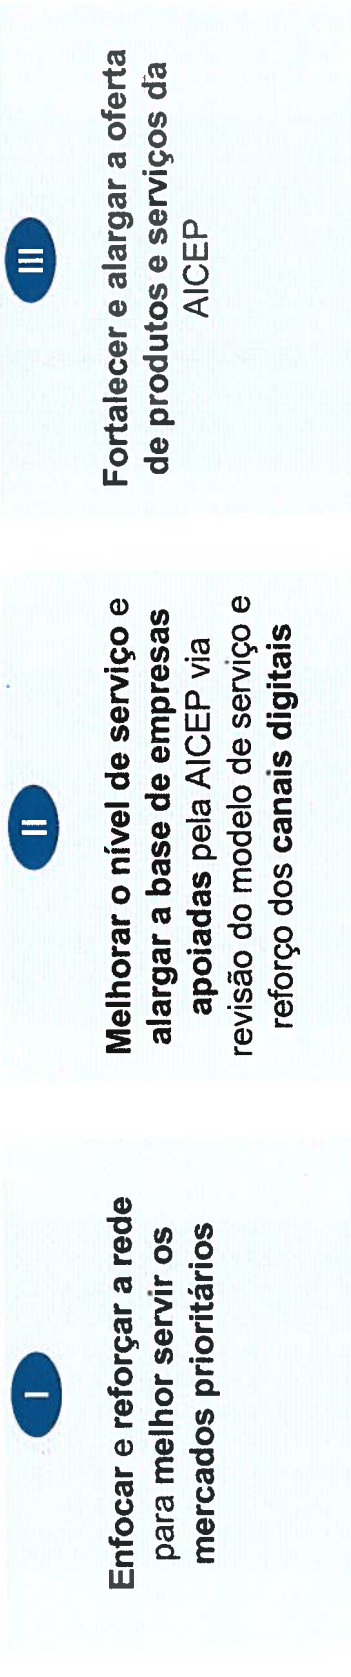 I
Enfocar e reforçar a rede
para melhor servir os
mercados prioritários
II
Melhorar o nível de serviço e
alargar a base de empresas
apoiadas pela AICEP via
revisão do modelo de serviço e
reforço dos canais digitais
III
Fortalecer e alargar a oferta
de produtos e serviços da
AICEP